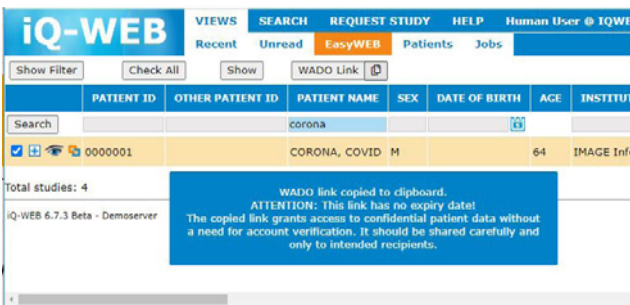 iQ-WEB
VIEWS SEARCH REQUEST STUDY HELP Human User @ IQWE
Recent Unread EasyWEB Patients Jobs
Show Filter Check All Show WADO Link
PATIENT ID OTHER PATIENT ID PATIENT NAME SEX DATE OF BIRTH AGE INSTITUT
Search corona
0000001 CORONA, COVID M 64 IMAGE Inf
Total studies: 4
iQ-WEB 6.7.3 Beta - Demoserver
WADO link copied to clipboard.
ATTENTION: This link has no expiry date!
The copied link grants access to confidential patient data without
a need for account verification. It should be shared carefully and
only to intended recipients.